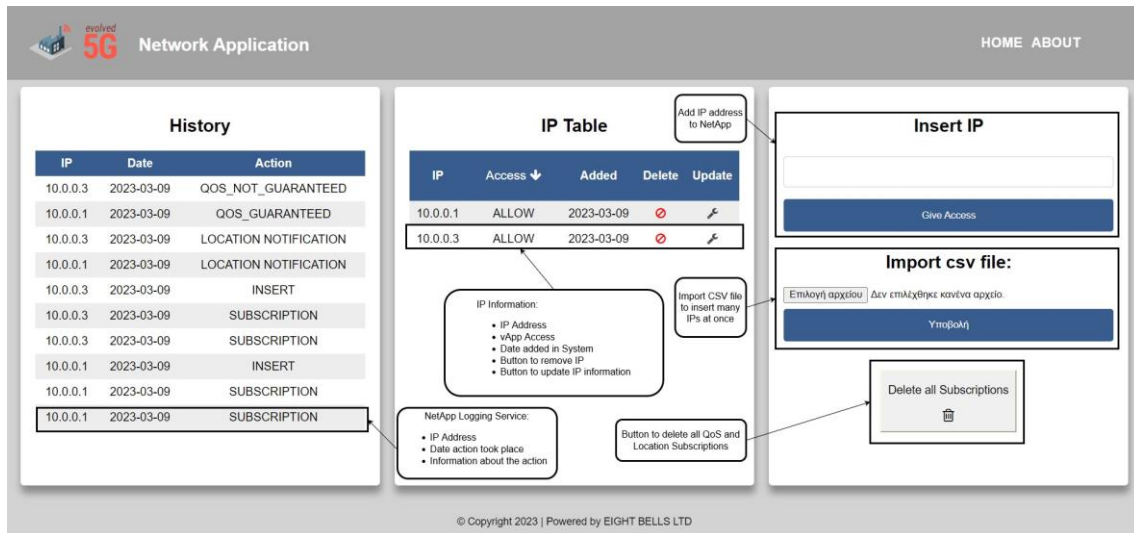 evolved
5G
Network Application
HOME ABOUT
History
IP Date Action
10.0.0.3 2023-03-09 QOS_NOT_GUARANTEED
10.0.0.1 2023-03-09 QOS_GUARANTEED
10.0.0.3 2023-03-09 LOCATION NOTIFICATION
10.0.0.1 2023-03-09 LOCATION NOTIFICATION
10.0.0.3 2023-03-09 INSERT
10.0.0.3 2023-03-09 SUBSCRIPTION
10.0.0.3 2023-03-09 SUBSCRIPTION
10.0.0.1 2023-03-09 INSERT
10.0.0.1 2023-03-09 SUBSCRIPTION
10.0.0.1 2023-03-09 SUBSCRIPTION
IP Table
IP Access Added Delete Update
10.0.0.1 ALLOW 2023-03-09
10.0.0.3 ALLOW 2023-03-09
IP Information:
• IP Address
• vApp Access
• Date added in System
• Button to remove IP
• Button to update IP information
NetApp Logging Service:
• IP Address
• Date action took place
• Information about the action
Add IP address
to NetApp
Import CSV file
to insert many
IPs at once
Button to delete all QoS and
Location Subscriptions
Insert IP
Give Access
Import csv file:
Επιλογή αρχείου Δεν επιλέχθηκε κανένα αρχείο.
Υποβολή
Delete all Subscriptions
© Copyright 2023 | Powered by EIGHT BELLS LTD